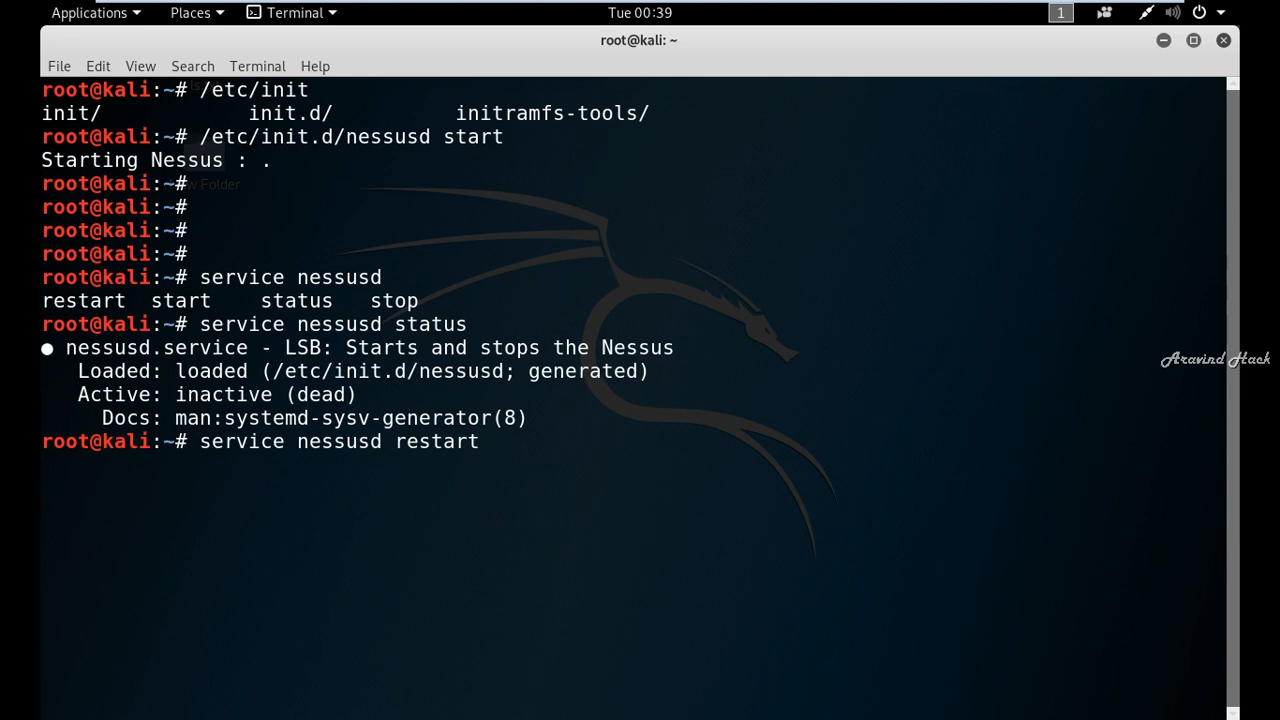 Applications Places Terminal Tue 00:39 1
root@kali: ~
File Edit View Search Terminal Help
root@kali:~# /etc/init
init/ init.d/ initramfs-tools/
root@kali:~# /etc/init.d/nessusd start
Starting Nessus : .
root@kali:~#
root@kali:~#
root@kali:~#
root@kali:~#
root@kali:~# service nessusd
restart start status stop
root@kali:~# service nessusd status
● nessusd.service - LSB: Starts and stops the Nessus
Loaded: loaded (/etc/init.d/nessusd; generated)
Active: inactive (dead)
Docs: man:systemd-sysv-generator(8)
root@kali:~# service nessusd restart
Folder
Aravind Hack